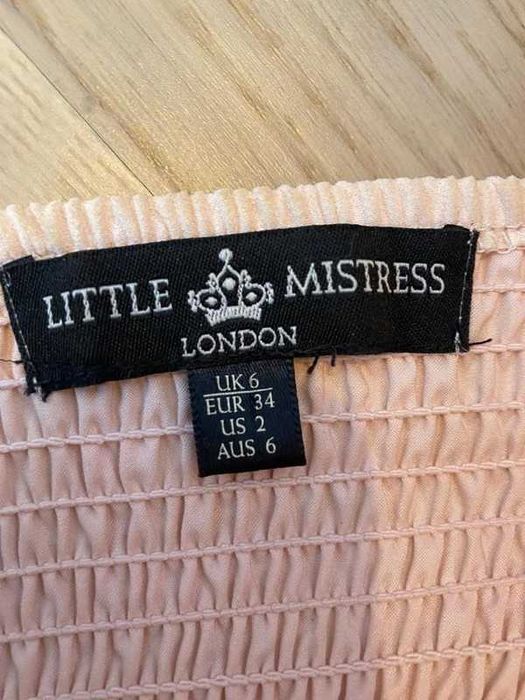 LITTLE MISTRESS
LONDON
UK 6
EUR 34
US 2
AUS 6